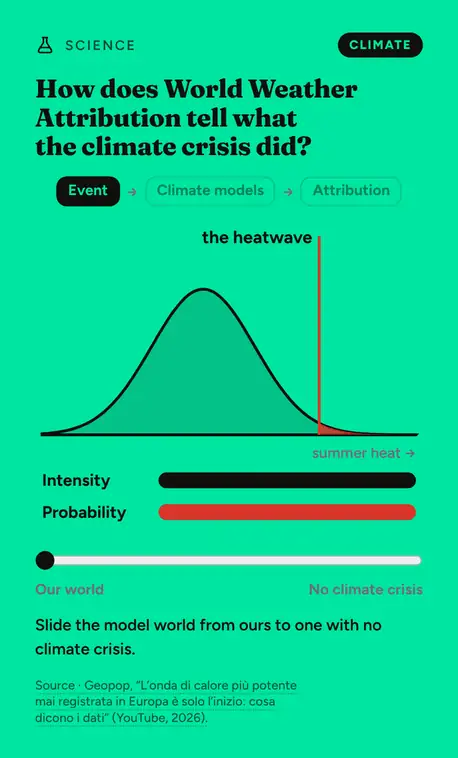 SCIENCE
CLIMATE
How does World Weather
Attribution tell what
the climate crisis did?
Event → Climate models → Attribution
the heatwave
summer heat →
Intensity
Probability
Our world
No climate crisis
Slide the model world from ours to one with no
climate crisis.
Source · Geopop, “L’onda di calore più potente
mai registrata in Europa è solo l’inizio: cosa
dicono i dati” (YouTube, 2026).